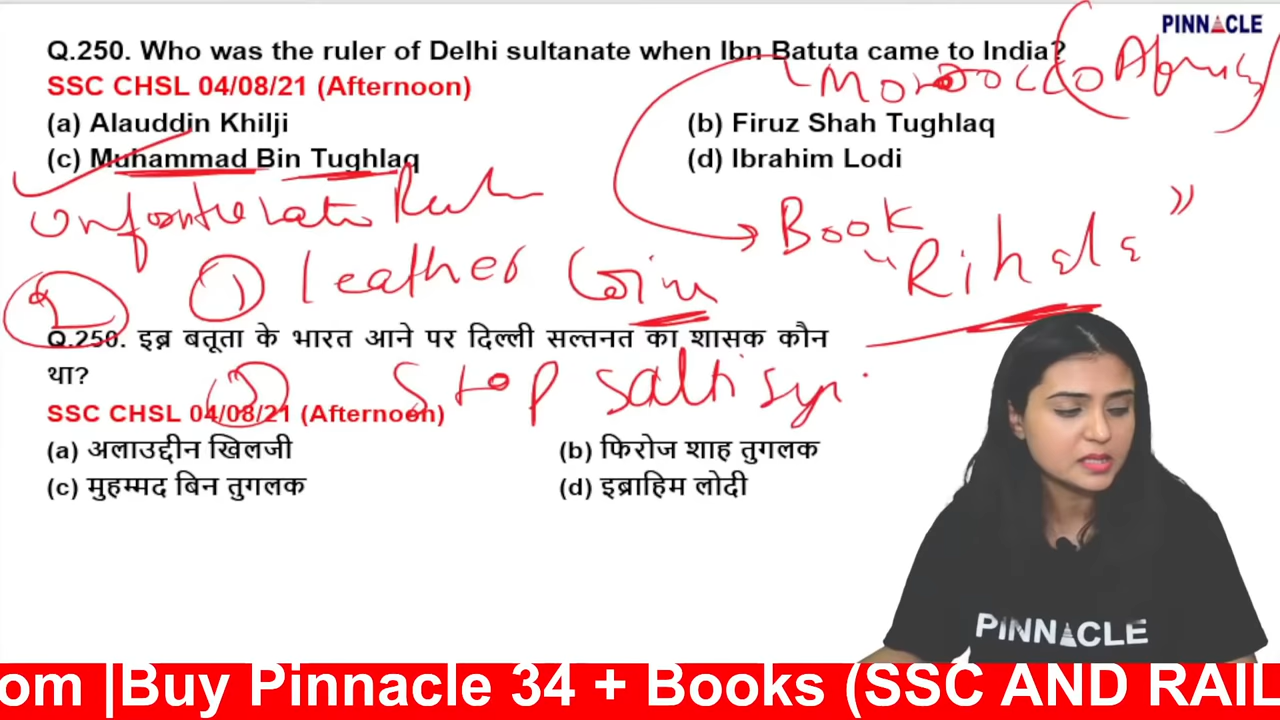 PINNACLE
Q.250. Who was the ruler of Delhi sultanate when Ibn Batuta came to India?
SSC CHSL 04/08/21 (Afternoon)
(a) Alauddin Khilji
(b) Firuz Shah Tughlaq
(c) Muhammad Bin Tughlaq
(d) Ibrahim Lodi
Book
"Rihala"
① leather Coin
②
Q.250. इब्न बतूता के भारत आने पर दिल्ली सल्तनत का शासक कौन
था?
Stop
SSC CHSL 04/08/21 (Afternoon)
(a) अलाउद्दीन खिलजी
(b) फिरोज शाह तुगलक
(c) मुहम्मद बिन तुगलक
(d) इब्राहिम लोदी
PINNACLE
om |Buy Pinnacle 34 + Books (SSC AND RAIL